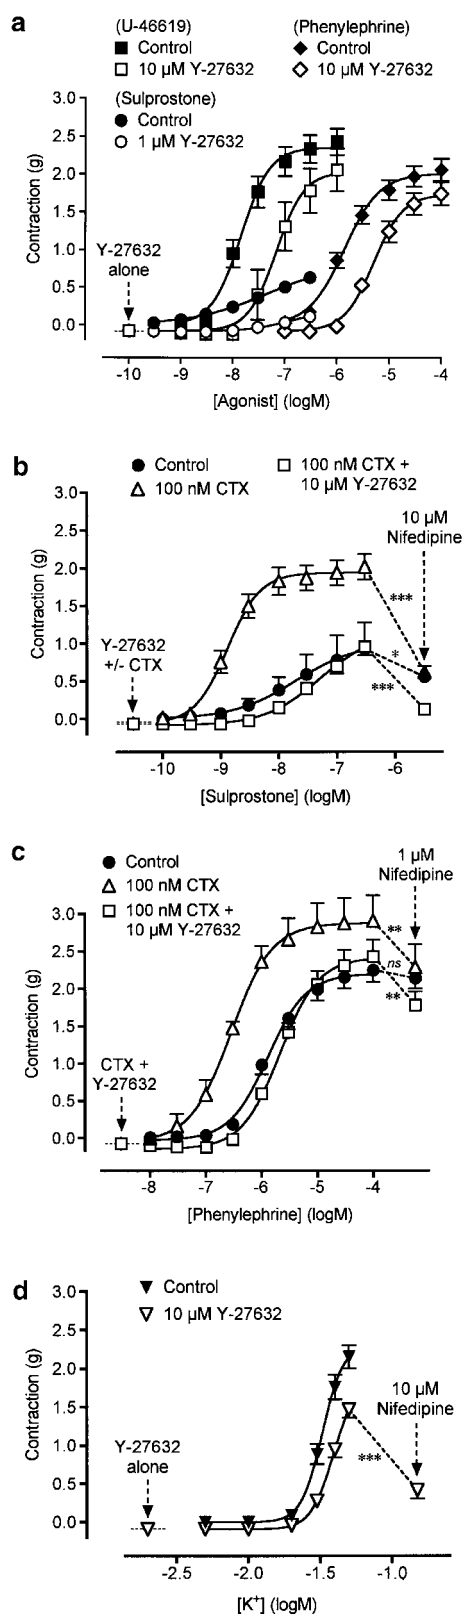 a
(U-46619)
Control
10 µM Y-27632
(Phenylephrine)
Control
10 µM Y-27632
(Sulprostone)
Control
1 µM Y-27632
Contraction (g)
3.0
2.5
2.0
1.5
1.0
0.5
0.0
Y-27632
alone
-10 -9 -8 -7 -6 -5 -4
[Agonist] (logM)
b
Control
100 nM CTX
100 nM CTX +
10 µM Y-27632
Contraction (g)
3.0
2.5
2.0
1.5
1.0
0.5
0.0
Y-27632
+/- CTX
10 µM
Nifedipine
***
*
***
-10 -9 -8 -7 -6
[Sulprostone] (logM)
c
Control
100 nM CTX
100 nM CTX +
10 µM Y-27632
Contraction (g)
3.0
2.5
2.0
1.5
1.0
0.5
0.0
CTX +
Y-27632
1 µM
Nifedipine
**
ns
**
-8 -7 -6 -5 -4
[Phenylephrine] (logM)
d
Control
10 µM Y-27632
Contraction (g)
3.0
2.5
2.0
1.5
1.0
0.5
0.0
Y-27632
alone
10 µM
Nifedipine
***
-2.5 -2.0 -1.5 -1.0
[K⁺] (logM)